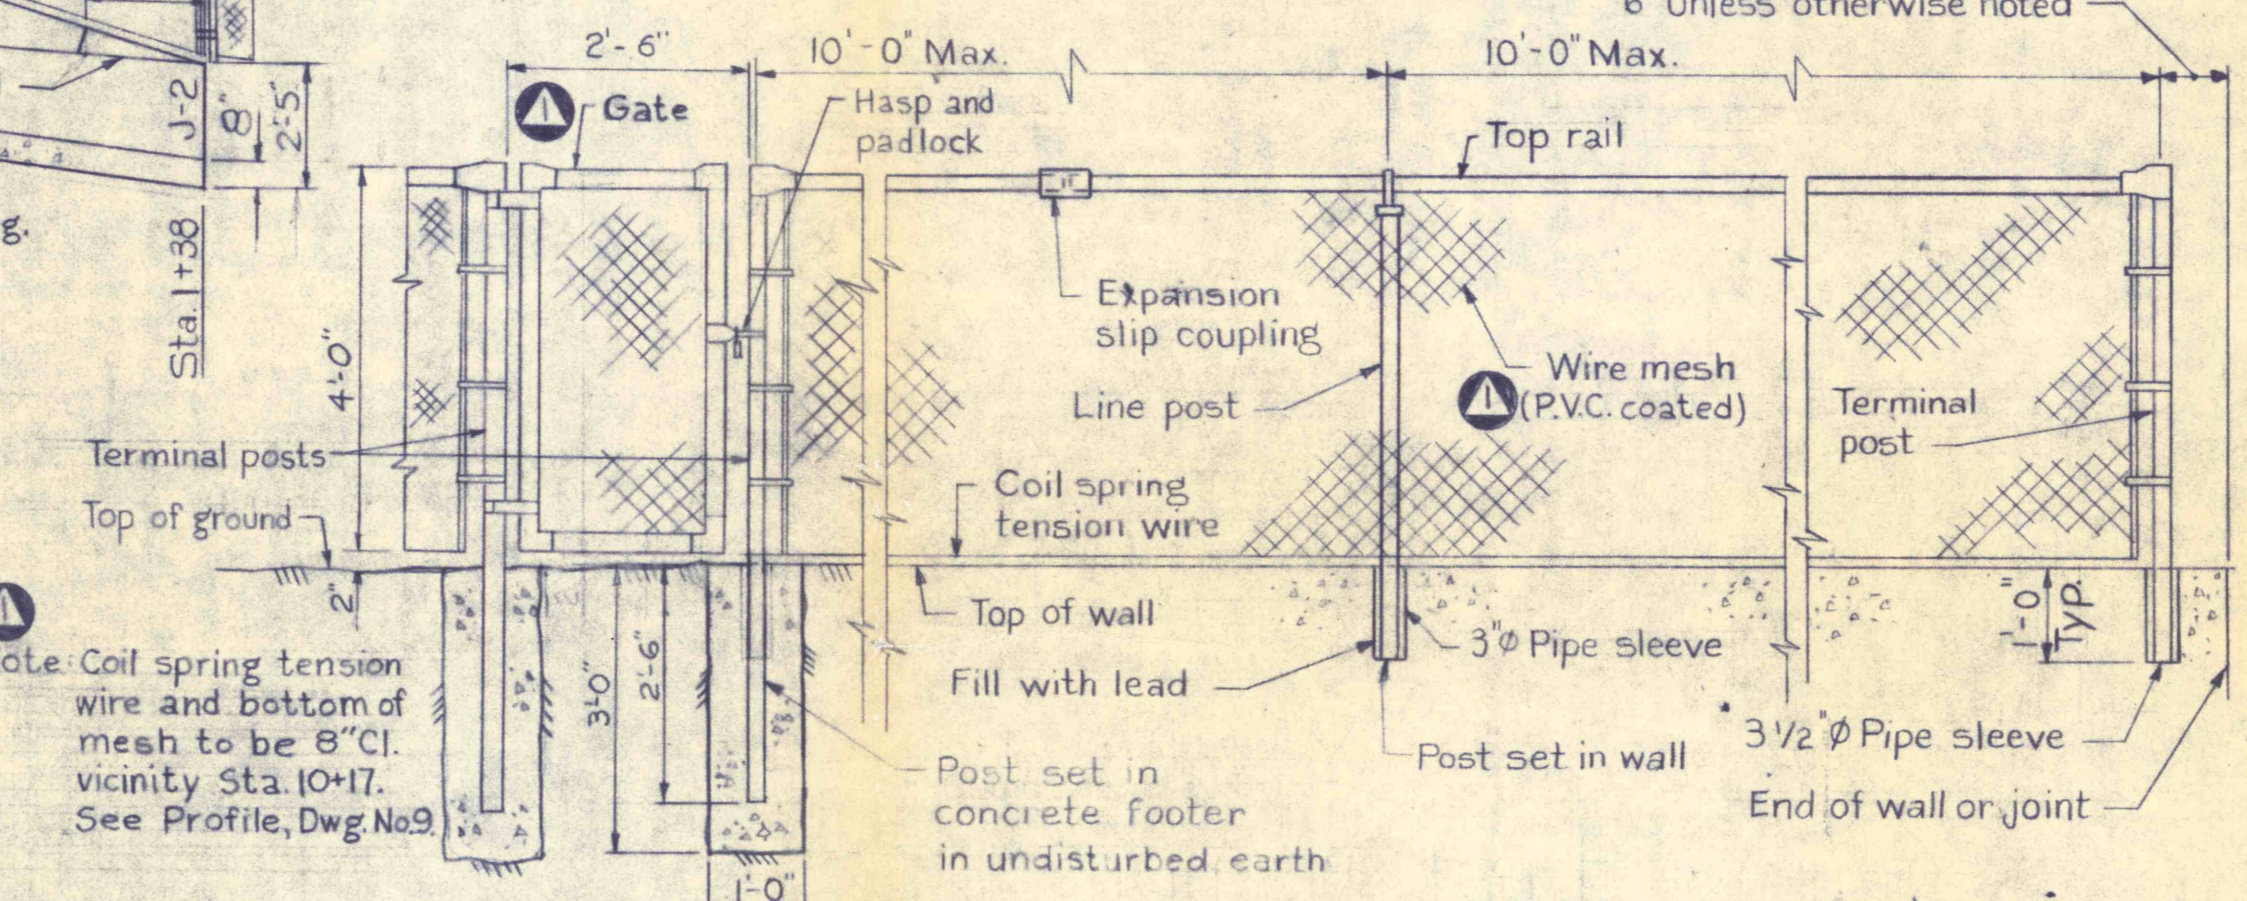 6" Unless otherwise noted
2'-6"
10'-0" Max.
10'-0" Max.
J-2
8"
2'-5"
Gate
Hasp and
padlock
Top rail
g.
Sta. 1+38
4'-0"
Expansion
slip coupling
Wire mesh
(P.V.C. coated)
Line post
Terminal
post
Terminal posts
Coil spring
tension wire
Top of ground
2"
Top of wall
3'-0"
2'-6"
3"Ø Pipe sleeve
1'-0"
Typ.
ote: Coil spring tension
wire and bottom of
mesh to be 8"Cl.
vicinity Sta. 10+17.
See Profile, Dwg. No.9.
Fill with lead
Post set in wall
3 1/2"Ø Pipe sleeve
Post set in
concrete footer
in undisturbed earth
End of wall or joint
1'-0"